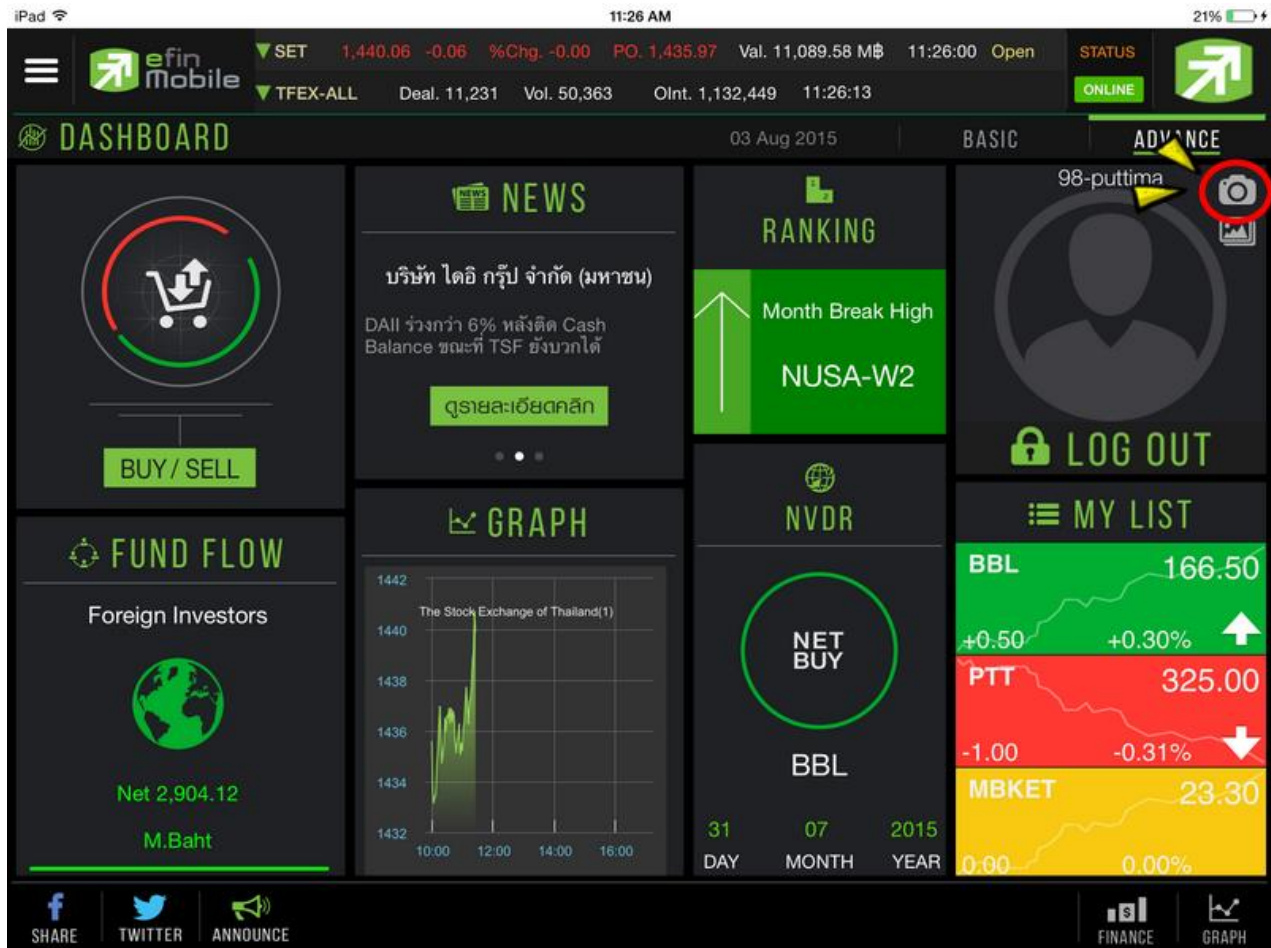 iPad
11:26 AM
21%
efin
Mobile
SET 1,440.06 -0.06 %Chg. -0.00 PO. 1,435.97 Val. 11,089.58 M฿ 11:26:00 Open
TFEX-ALL Deal. 11,231 Vol. 50,363 OInt. 1,132,449 11:26:13
STATUS
ONLINE
DASHBOARD
03 Aug 2015
BASIC
ADVANCE
BUY / SELL
NEWS
NEWS
บริษัท ไดอิ กรุ๊ป จำกัด (มหาชน)
DAII ร่วงกว่า 6% หลังติด Cash
Balance ขณะที่ TSF ยังบวกได้
ดูรายละเอียดคลิก
1
2
RANKING
Month Break High
NUSA-W2
98-puttima
LOG OUT
FUND FLOW
Foreign Investors
Net 2,904.12
M.Baht
GRAPH
The Stock Exchange of Thailand(1)
1442
1440
1438
1436
1434
1432
10:00 12:00 14:00 16:00
NVDR
NET
BUY
BBL
31 07 2015
DAY MONTH YEAR
MY LIST
BBL 166.50
+0.50 +0.30%
PTT 325.00
-1.00 -0.31%
MBKET 23.30
0.00 0.00%
SHARE
TWITTER
ANNOUNCE
$
FINANCE
GRAPH